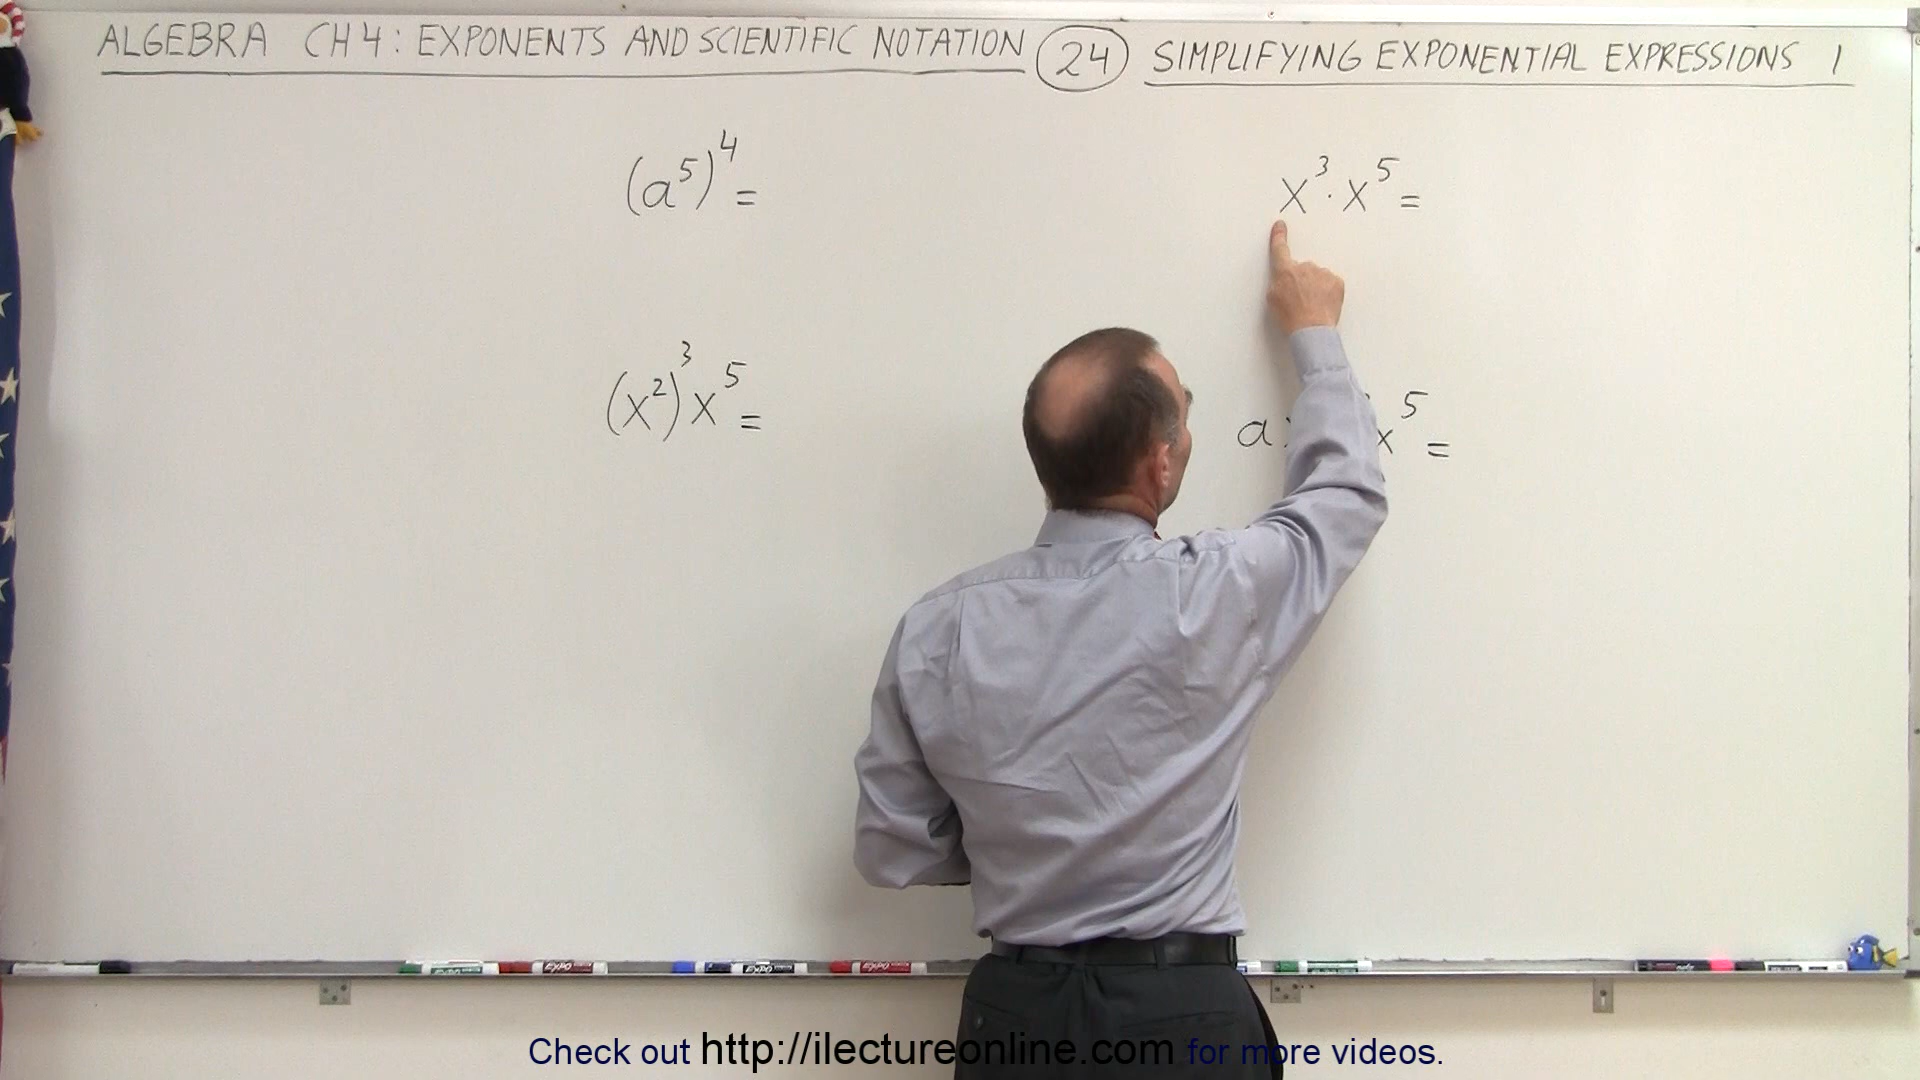 ALGEBRA CH 4: EXPONENTS AND SCIENTIFIC NOTATION 24 SIMPLIFYING EXPONENTIAL EXPRESSIONS 1
(a⁵)⁴ =
x³ · x⁵ =
(x²)³ x⁵ =
a x⁵ =
Check out http://ilectureonline.com for more videos.